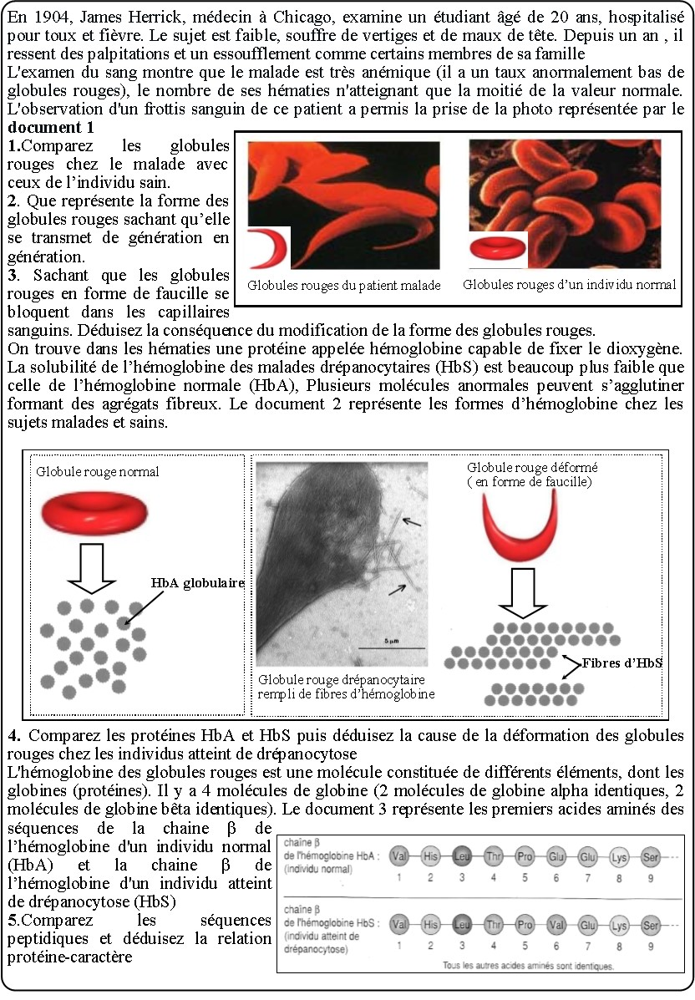 En 1904, James Herrick, médecin à Chicago, examine un étudiant âgé de 20 ans, hospitalisé
pour toux et fièvre. Le sujet est faible, souffre de vertiges et de maux de tête. Depuis un an , il
ressent des palpitations et un essoufflement comme certains membres de sa famille
L'examen du sang montre que le malade est très anémique (il a un taux anormalement bas de
globules rouges), le nombre de ses hématies n'atteignant que la moitié de la valeur normale.
L'observation d'un frottis sanguin de ce patient a permis la prise de la photo représentée par le
document 1
1.Comparez les globules
rouges chez le malade avec
ceux de l’individu sain.
2. Que représente la forme des
globules rouges sachant qu’elle
se transmet de génération en
génération.
3. Sachant que les globules
rouges en forme de faucille se
bloquent dans les capillaires
sanguins. Déduisez la conséquence du modification de la forme des globules rouges.
Globules rouges du patient malade
Globules rouges d’un individu normal
On trouve dans les hématies une protéine appelée hémoglobine capable de fixer le dioxygène.
La solubilité de l’hémoglobine des malades drépanocytaires (HbS) est beaucoup plus faible que
celle de l’hémoglobine normale (HbA), Plusieurs molécules anormales peuvent s’agglutiner
formant des agrégats fibreux. Le document 2 représente les formes d’hémoglobine chez les
sujets malades et sains.
Globule rouge normal
HbA globulaire
5 µm
Globule rouge drépanocytaire
rempli de fibres d’hémoglobine
Globule rouge déformé
( en forme de faucille)
Fibres d’HbS
4. Comparez les protéines HbA et HbS puis déduisez la cause de la déformation des globules
rouges chez les individus atteint de drépanocytose
L'hémoglobine des globules rouges est une molécule constituée de différents éléments, dont les
globines (protéines). Il y a 4 molécules de globine (2 molécules de globine alpha identiques, 2
molécules de globine bêta identiques). Le document 3 représente les premiers acides aminés des
séquences de la chaine β de
l’hémoglobine d'un individu normal
(HbA) et la chaine β de
l’hémoglobine d'un individu atteint
de drépanocytose (HbS)
5.Comparez les séquences
peptidiques et déduisez la relation
protéine-caractère
chaîne β
de l'hémoglobine HbA :
(individu normal)
Val His Leu Thr Pro Glu Glu Lys Ser
1 2 3 4 5 6 7 8 9
chaîne β
de l'hémoglobine HbS :
(individu atteint de
drépanocytose)
Val His Leu Thr Pro Val Glu Lys Ser
1 2 3 4 5 6 7 8 9
Tous les autres acides aminés sont identiques.